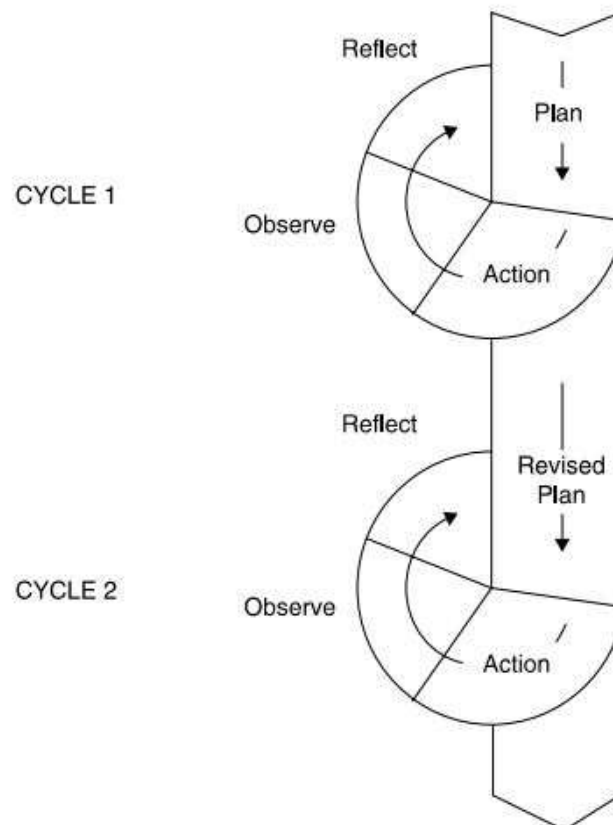 Reflect
Plan
CYCLE 1
Observe
Action
Reflect
Revised
Plan
CYCLE 2
Observe
Action